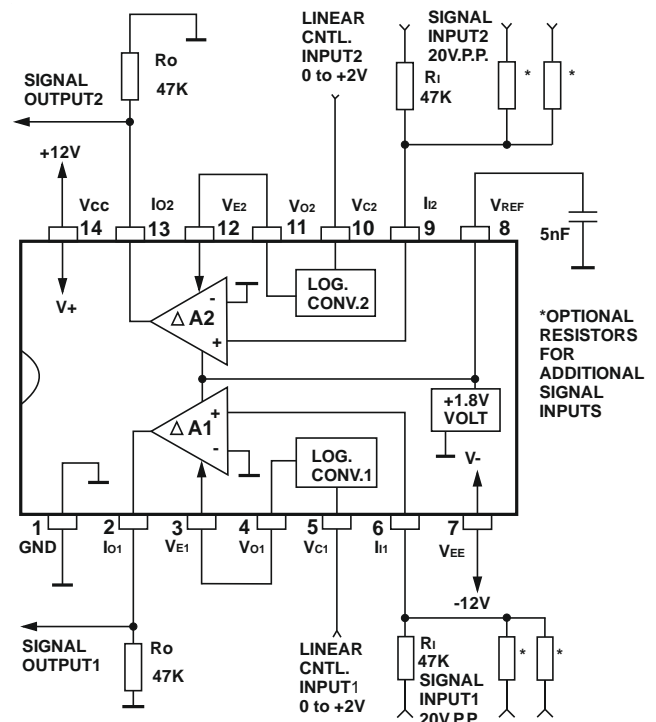 LINEAR
CNTL.
INPUT2
0 to +2V
SIGNAL
INPUT2
20V.P.P.
RO
47K
SIGNAL
OUTPUT2
RI
47K
*
*
+12V
Vcc
IO2
VE2
VO2
VC2
II2
VREF
14
13
12
11
10
9
8
5nF
V+
Δ A2
-
+
LOG.
CONV.2
*OPTIONAL
RESISTORS
FOR
ADDITIONAL
SIGNAL
INPUTS
+1.8V
VOLT
Δ A1
+
-
LOG.
CONV.1
V-
1
2
3
4
5
6
7
GND
IO1
VE1
VO1
VC1
II1
VEE
-12V
SIGNAL
OUTPUT1
RO
47K
LINEAR
CNTL.
INPUT1
0 to +2V
RI
47K
SIGNAL
INPUT1
20V.P.P.
*
*